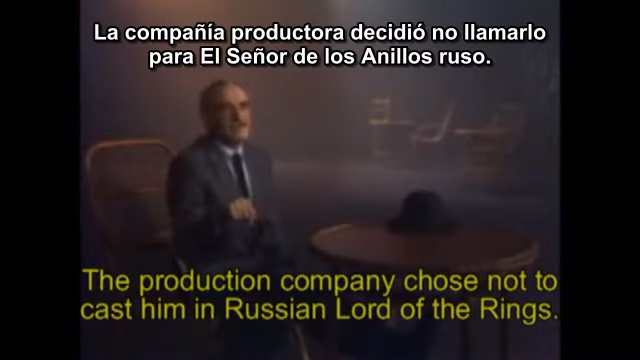 La compañía productora decidió no llamarlo
para El Señor de los Anillos ruso.
The production company chose not to
cast him in Russian Lord of the Rings.